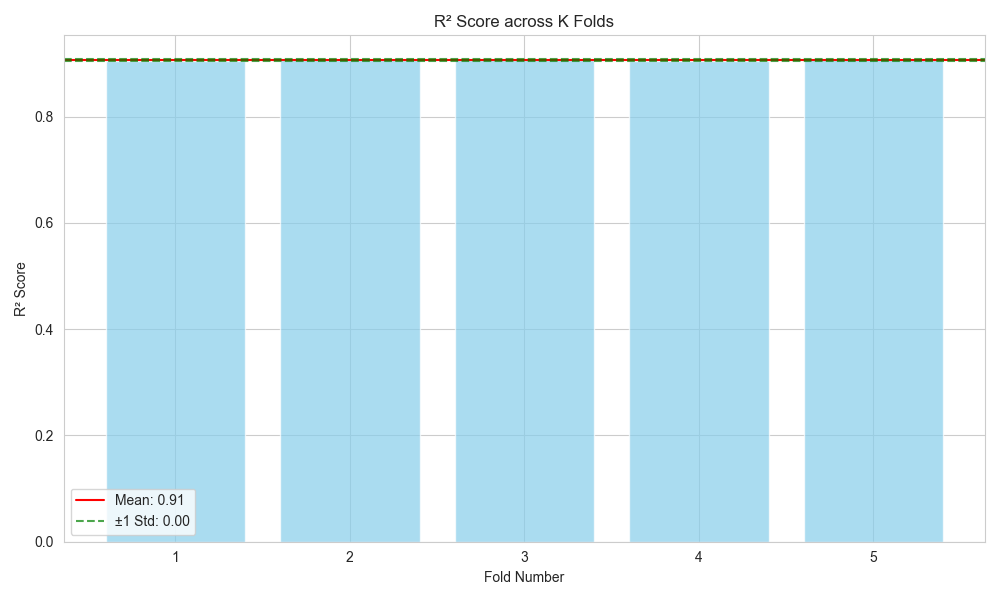 R² Score across K Folds
R² Score
0.8
0.6
0.4
0.2
0.0
Mean: 0.91
±1 Std: 0.00
1 2 3 4 5
Fold Number